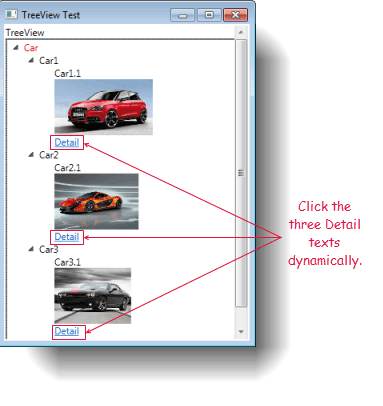 TreeView Test
TreeView
Car
Car1
Car1.1
Detail
Car2
Car2.1
Detail
Car3
Car3.1
Detail
Click the
three Detail
texts
dynamically.